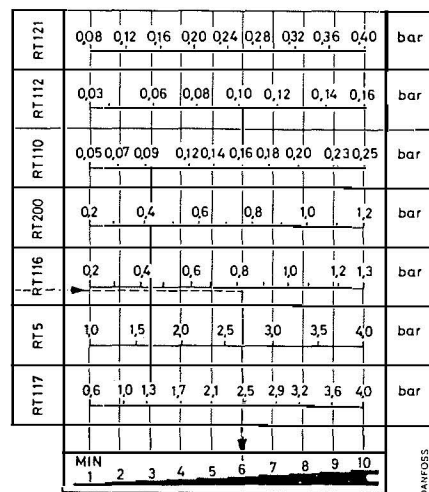 RT121 0,08 0,12 0,16 0,20 0,24 0,28 0,32 0,36 0,40 bar
RT112 0,03 0,06 0,08 0,10 0,12 0,14 0,16 bar
RT110 0,05 0,07 0,09 0,12 0,14 0,16 0,18 0,20 0,23 0,25 bar
RT200 0,2 0,4 0,6 0,8 1,0 1,2 bar
RT116 0,2 0,4 0,6 0,8 1,0 1,2 1,3 bar
RT5 1,0 1,5 2,0 2,5 3,0 3,5 4,0 bar
RT117 0,6 1,0 1,3 1,7 2,1 2,5 2,9 3,2 3,6 4,0 bar
MIN
1 2 3 4 5 6 7 8 9 10